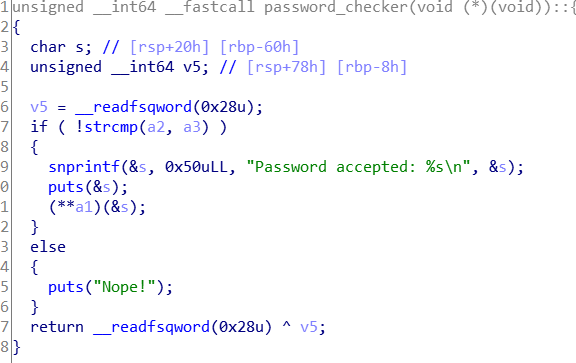 1unsigned __int64 __fastcall password_checker(void (*)(void))::{
2{
3  char s; // [rsp+20h] [rbp-60h]
4  unsigned __int64 v5; // [rsp+78h] [rbp-8h]
5
6  v5 = __readfsqword(0x28u);
7  if ( !strcmp(a2, a3) )
8  {
9    snprintf(&s, 0x50uLL, "Password accepted: %s\n", &s);
0    puts(&s);
1    (**a1)(&s);
2  }
3  else
4  {
5    puts("Nope!");
6  }
7  return __readfsqword(0x28u) ^ v5;
8}